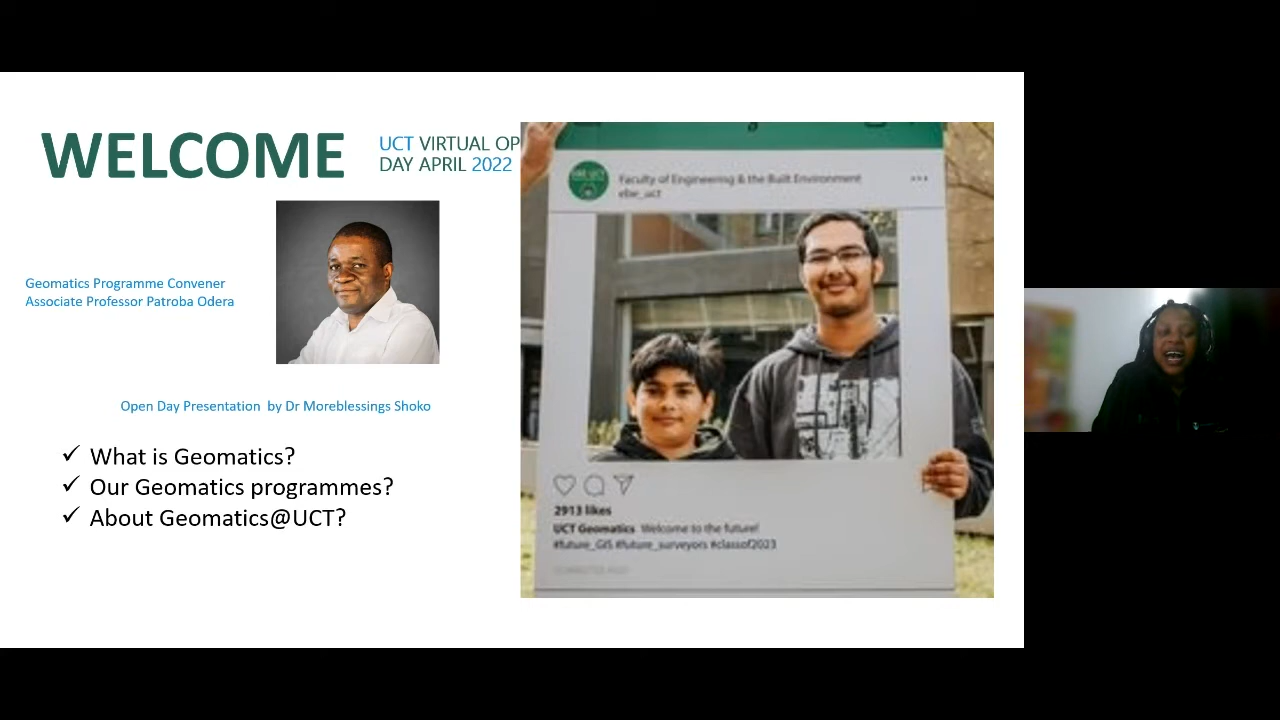 WELCOME
UCT VIRTUAL OP
DAY APRIL 2022
Geomatics Programme Convener
Associate Professor Patroba Odera
Open Day Presentation by Dr Moreblessings Shoko
✓ What is Geomatics?
✓ Our Geomatics programmes?
✓ About Geomatics@UCT?
Faculty of Engineering & the Built Environment
ebe_uct
2913 likes
UCT Geomatics Welcome to the future!
#future_GIS #future_surveyors #classof2023